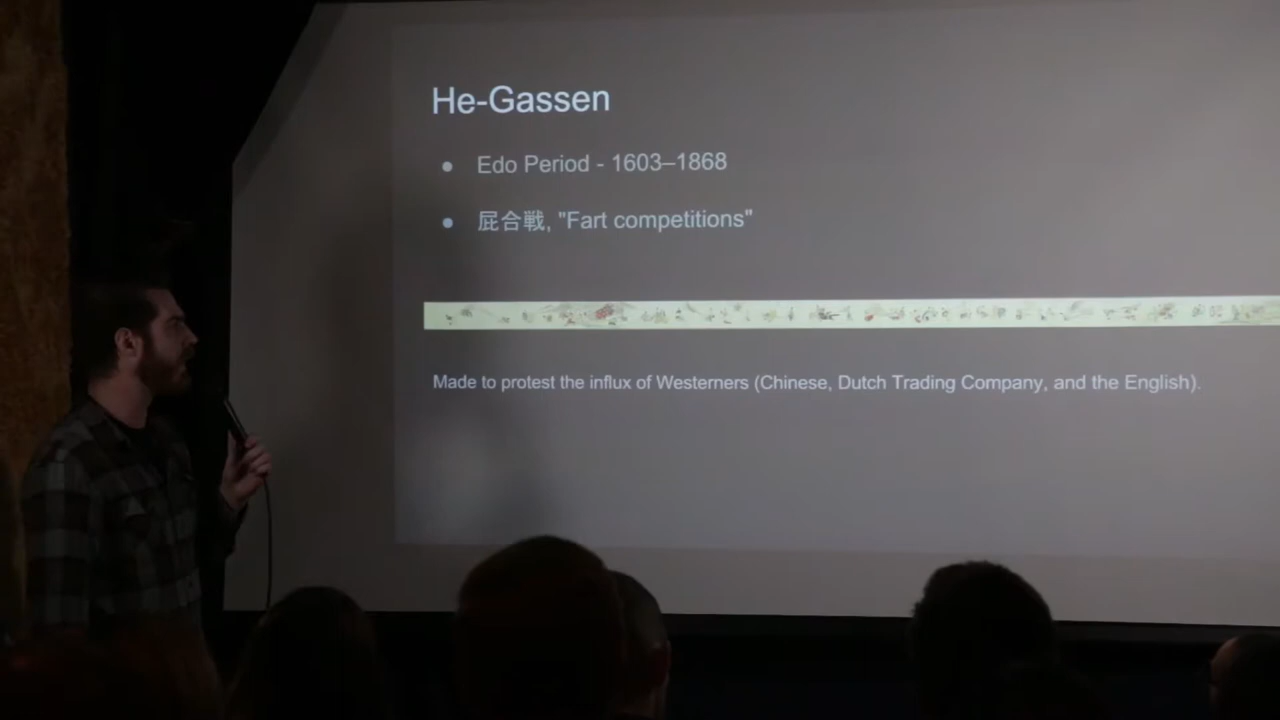 He-Gassen
● Edo Period - 1603–1868
● 屁合戦, "Fart competitions"
Made to protest the influx of Westerners (Chinese, Dutch Trading Company, and the English).